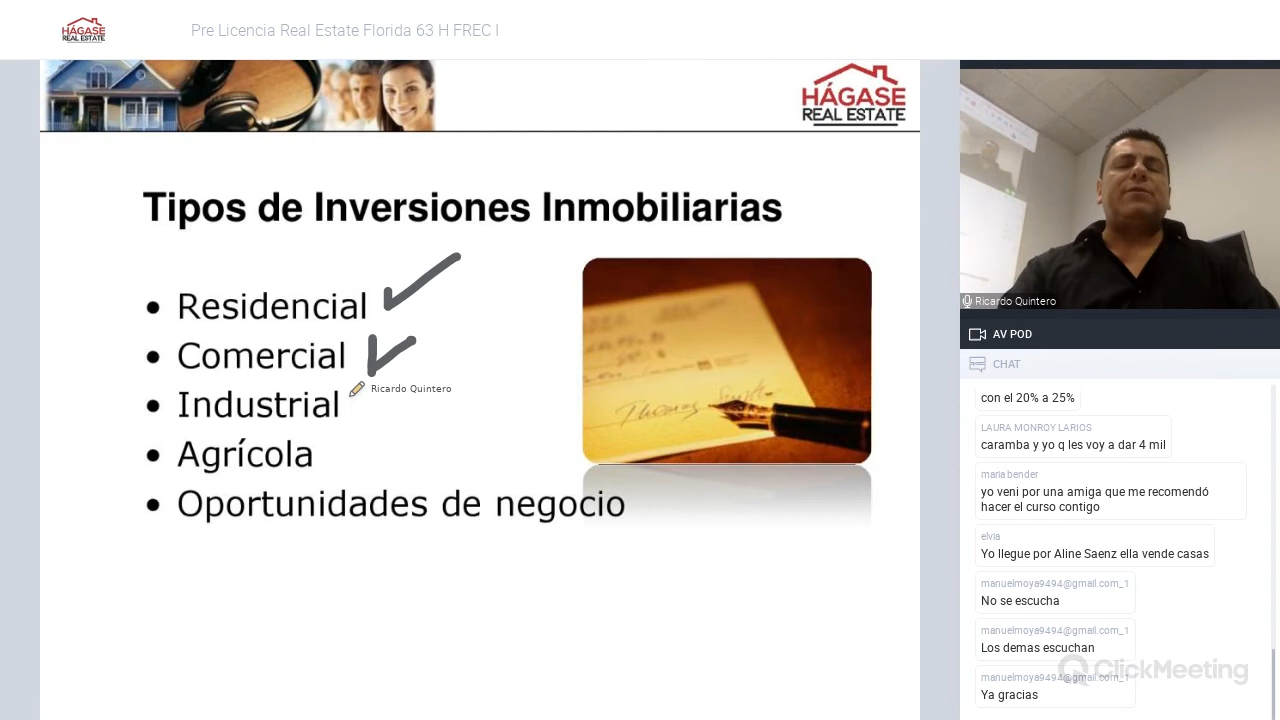 HÁGASE
REAL ESTATE
Pre Licencia Real Estate Florida 63 H FREC I
HÁGASE
REAL ESTATE
Tipos de Inversiones Inmobiliarias
• Residencial
• Comercial
Ricardo Quintero
• Industrial
• Agrícola
• Oportunidades de negocio
Ricardo Quintero
AV POD
CHAT
con el 20% a 25%
LAURA MONROY LARIOS
caramba y yo q les voy a dar 4 mil
maria bender
yo veni por una amiga que me recomendó
hacer el curso contigo
elvia
Yo llegue por Aline Saenz ella vende casas
manuelmoya9494@gmail.com_1
No se escucha
manuelmoya9494@gmail.com_1
Los demas escuchan
manuelmoya9494@gmail.com_1
Ya gracias
ClickMeeting